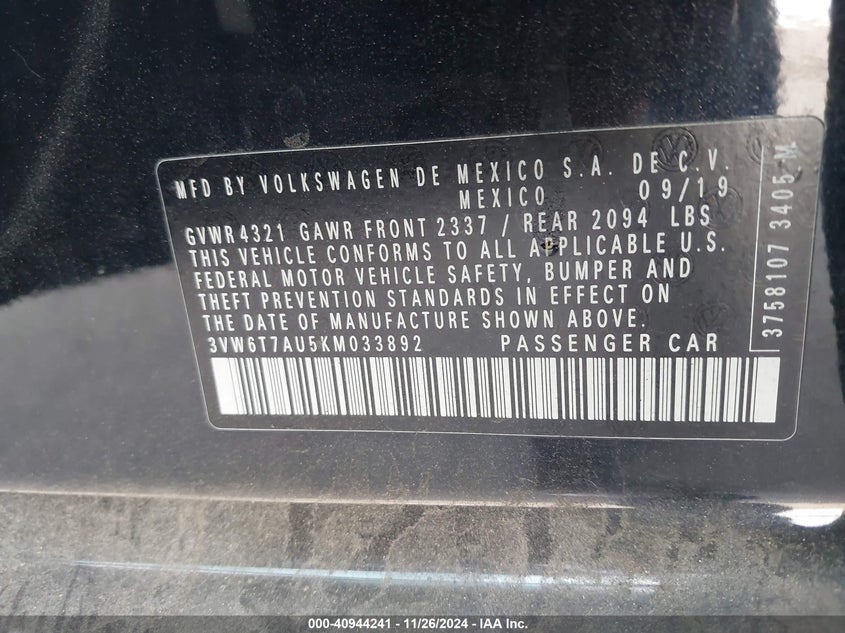 MFD BY VOLKSWAGEN DE MEXICO S.A. DE C.V.
MEXICO 09/19
GVWR 4321 GAWR FRONT 2337 / REAR 2094 LBS
THIS VEHICLE CONFORMS TO ALL APPLICABLE U.S.
FEDERAL MOTOR VEHICLE SAFETY, BUMPER AND
THEFT PREVENTION STANDARDS IN EFFECT ON
THE DATE OF MANUFACTURE SHOWN ABOVE.
3VW6T7AU5KM033892 PASSENGER CAR
3758107 3405-M
000-40944241 - 11/26/2024 - IAA Inc.